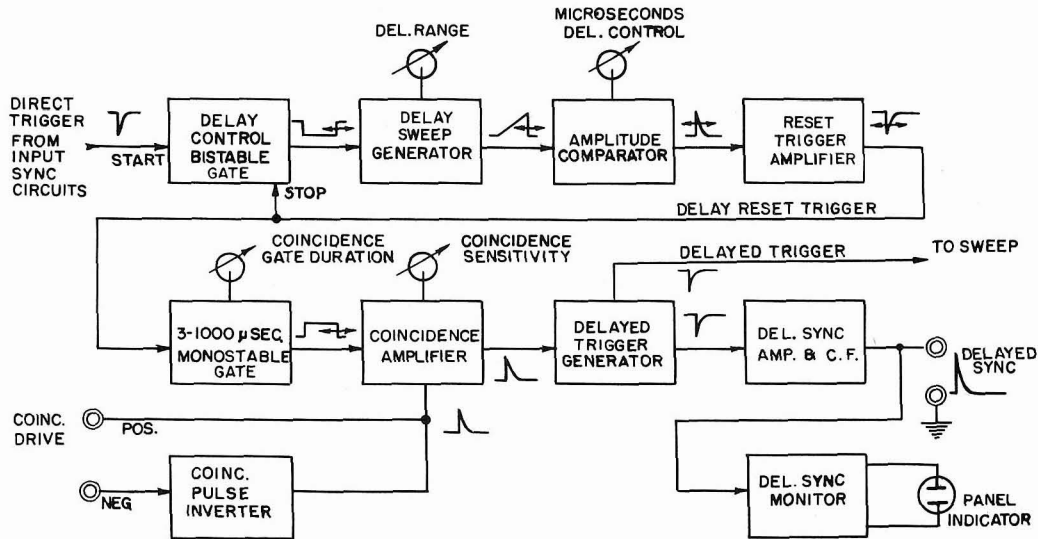 MICROSECONDS
DEL. CONTROL
DEL. RANGE
DIRECT
TRIGGER
FROM
INPUT
SYNC
CIRCUITS
START
DELAY
CONTROL
BISTABLE
GATE
DELAY
SWEEP
GENERATOR
AMPLITUDE
COMPARATOR
RESET
TRIGGER
AMPLIFIER
STOP
DELAY RESET TRIGGER
COINCIDENCE
GATE DURATION
COINCIDENCE
SENSITIVITY
DELAYED TRIGGER
TO SWEEP
3-1000 µSEC,
MONOSTABLE
GATE
COINCIDENCE
AMPLIFIER
DELAYED
TRIGGER
GENERATOR
DEL. SYNC
AMP. & C.F.
DELAYED
SYNC
COINC.
DRIVE
POS.
NEG
COINC.
PULSE
INVERTER
DEL. SYNC
MONITOR
PANEL
INDICATOR